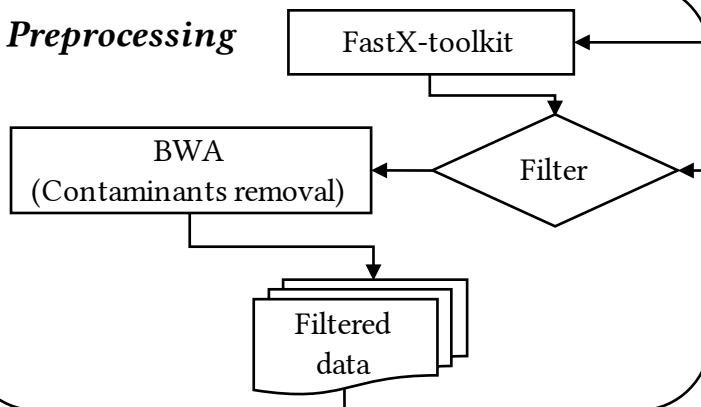 Preprocessing
FastX-toolkit
BWA
(Contaminants removal)
Filter
Filtered
data